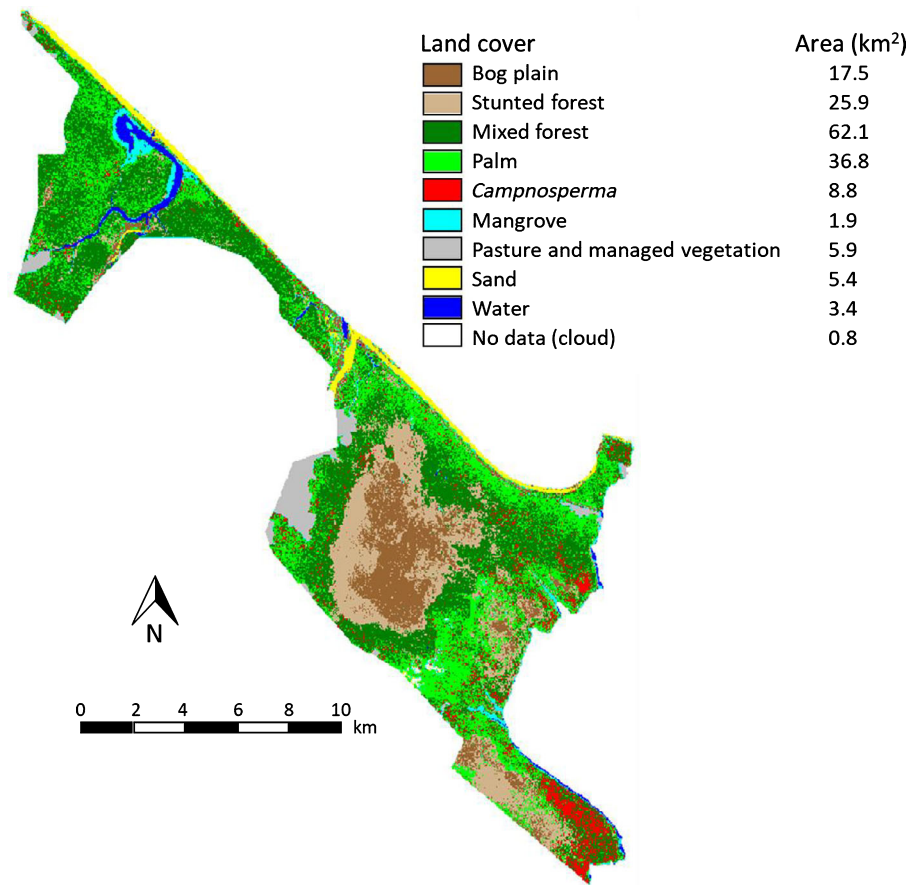 Land cover Area (km²)
Bog plain 17.5
Stunted forest 25.9
Mixed forest 62.1
Palm 36.8
Campnosperma 8.8
Mangrove 1.9
Pasture and managed vegetation 5.9
Sand 5.4
Water 3.4
No data (cloud) 0.8
N
0 2 4 6 8 10
km